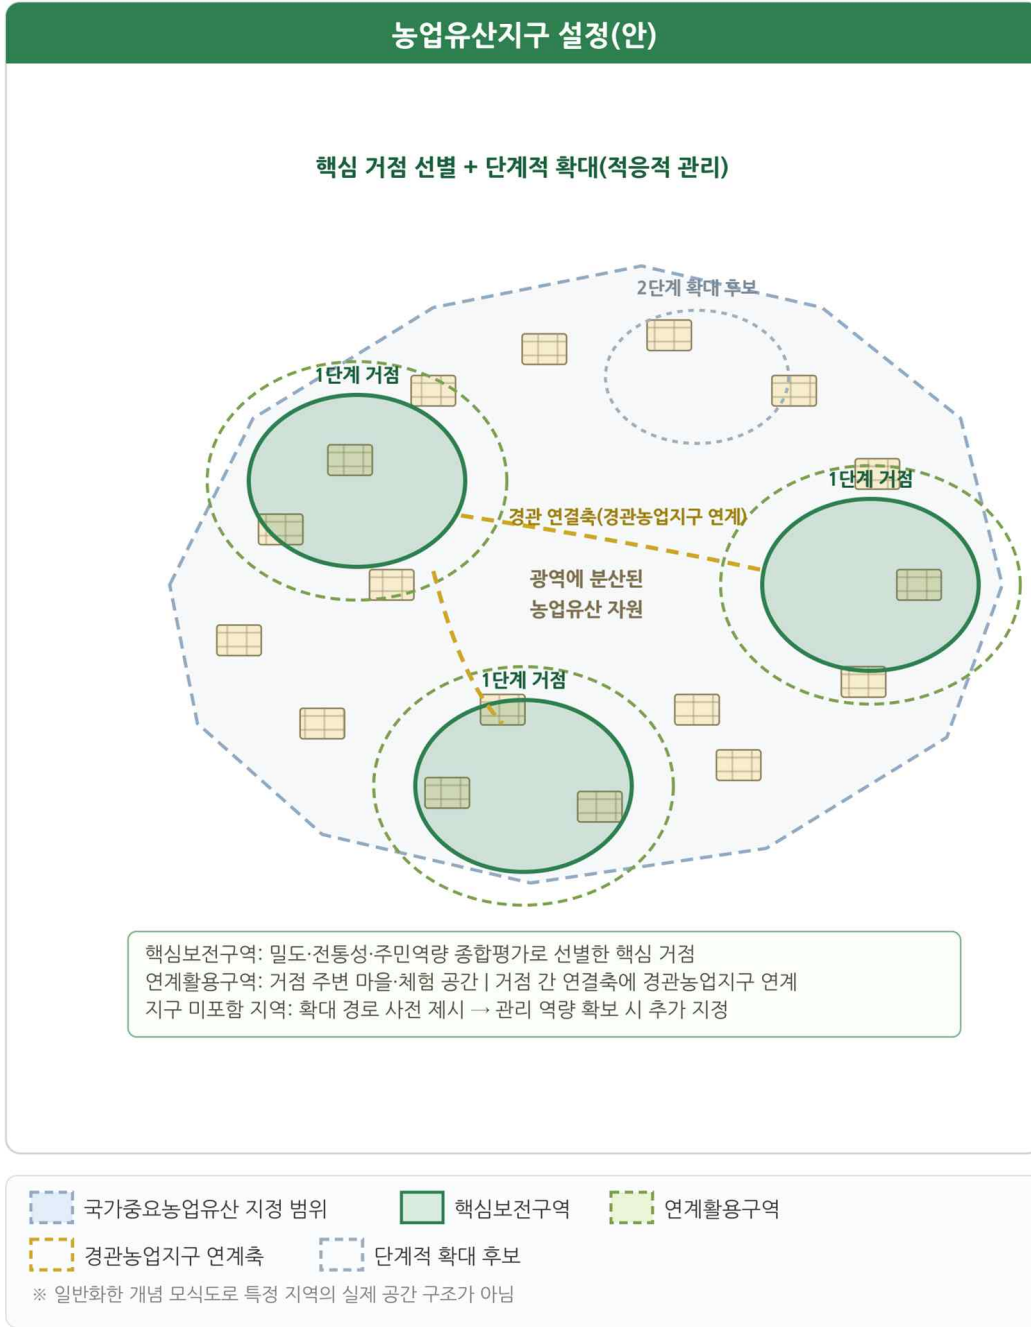 농업유산지구 설정(안)
핵심 거점 선별 + 단계적 확대(적응적 관리)
2단계 확대 후보
1단계 거점
1단계 거점
경관 연결축(경관농업지구 연계)
광역에 분산된
농업유산 자원
1단계 거점
핵심보전구역: 밀도·전통성·주민역량 종합평가로 선별한 핵심 거점
연계활용구역: 거점 주변 마을·체험 공간 | 거점 간 연결축에 경관농업지구 연계
지구 미포함 지역: 확대 경로 사전 제시 → 관리 역량 확보 시 추가 지정
국가중요농업유산 지정 범위
핵심보전구역
연계활용구역
경관농업지구 연계축
단계적 확대 후보
※ 일반화한 개념 모식도로 특정 지역의 실제 공간 구조가 아님